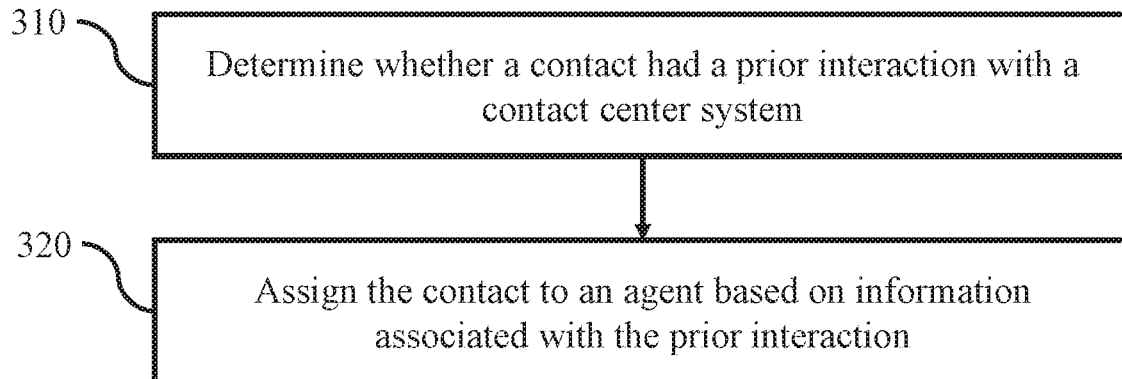 310
Determine whether a contact had a prior interaction with a
contact center system
320
Assign the contact to an agent based on information
associated with the prior interaction